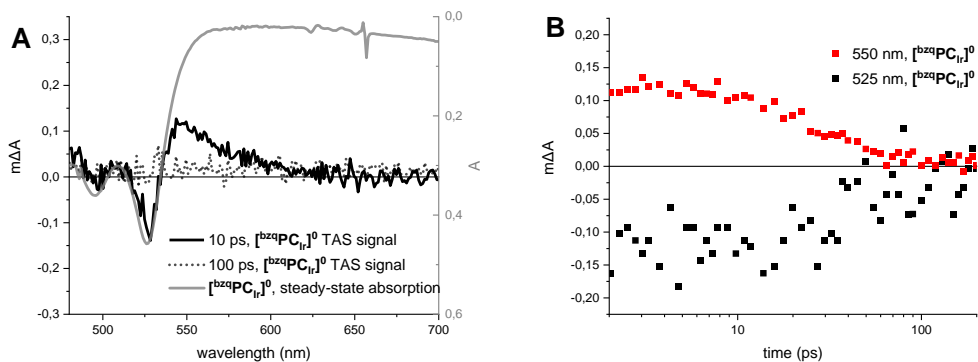 A
0,3
0,2
0,1
0,0
-0,1
-0,2
-0,3
mΔA
0,0
0,2
A
0,4
0,6
10 ps, [bzqPCIr]0 TAS signal
100 ps, [bzqPCIr]0 TAS signal
[bzqPCIr]0, steady-state absorption
500 550 600 650 700
wavelength (nm)
B
0,20
0,15
0,10
0,05
0,00
-0,05
-0,10
-0,15
-0,20
mΔA
550 nm, [bzqPCIr]0
525 nm, [bzqPCIr]0
10 100
time (ps)